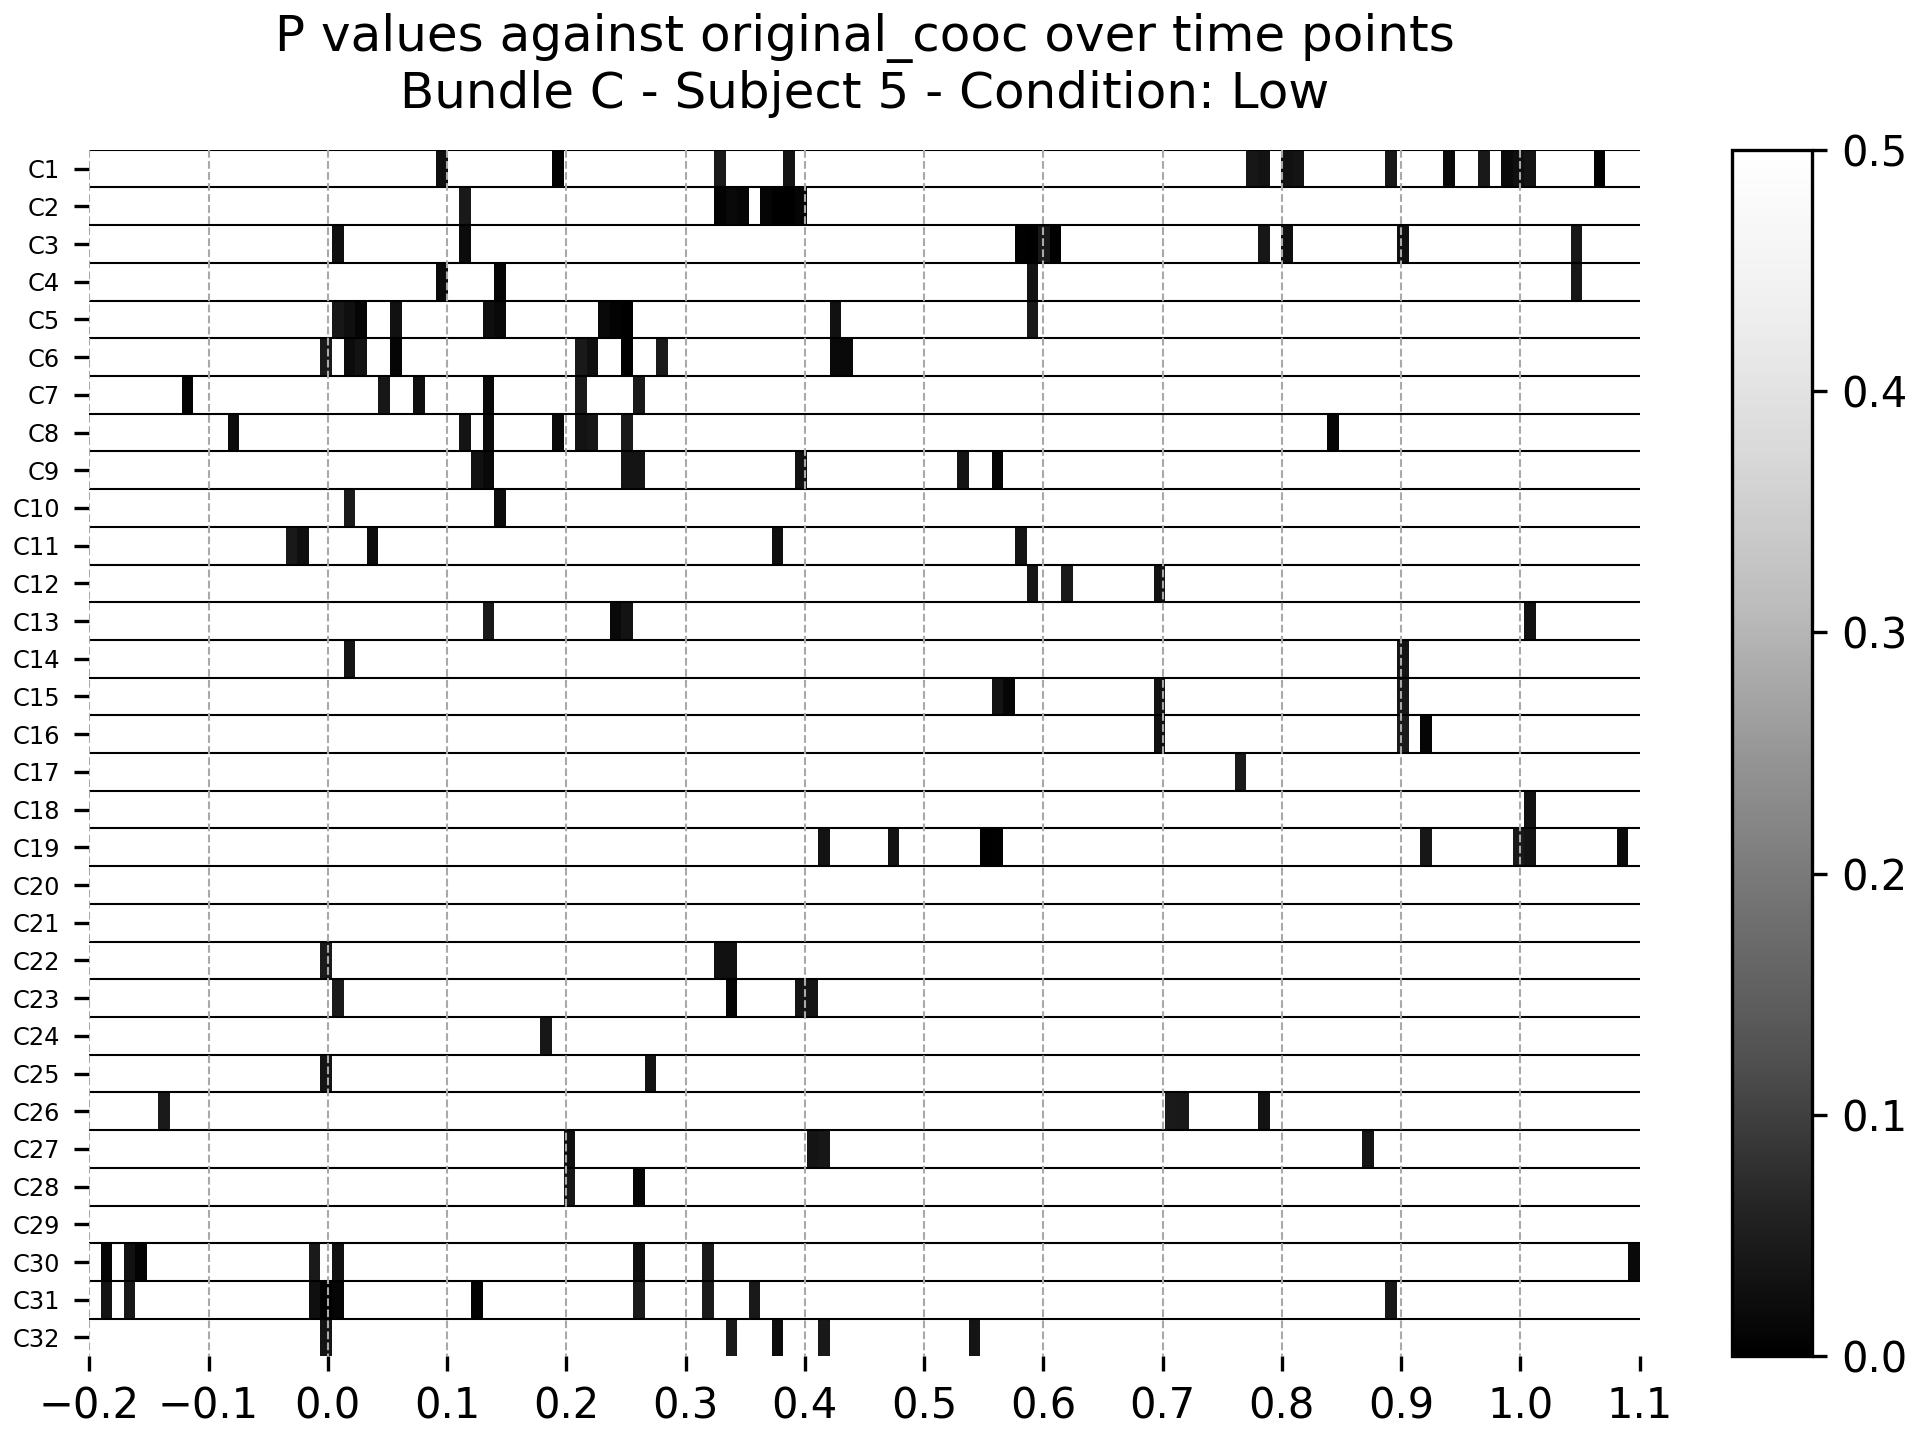 P values against original_cooc over time points
Bundle C - Subject 5 - Condition: Low
C1
C2
C3
C4
C5
C6
C7
C8
C9
C10
C11
C12
C13
C14
C15
C16
C17
C18
C19
C20
C21
C22
C23
C24
C25
C26
C27
C28
C29
C30
C31
C32
−0.2 −0.1 0.0 0.1 0.2 0.3 0.4 0.5 0.6 0.7 0.8 0.9 1.0 1.1
0.5
0.4
0.3
0.2
0.1
0.0